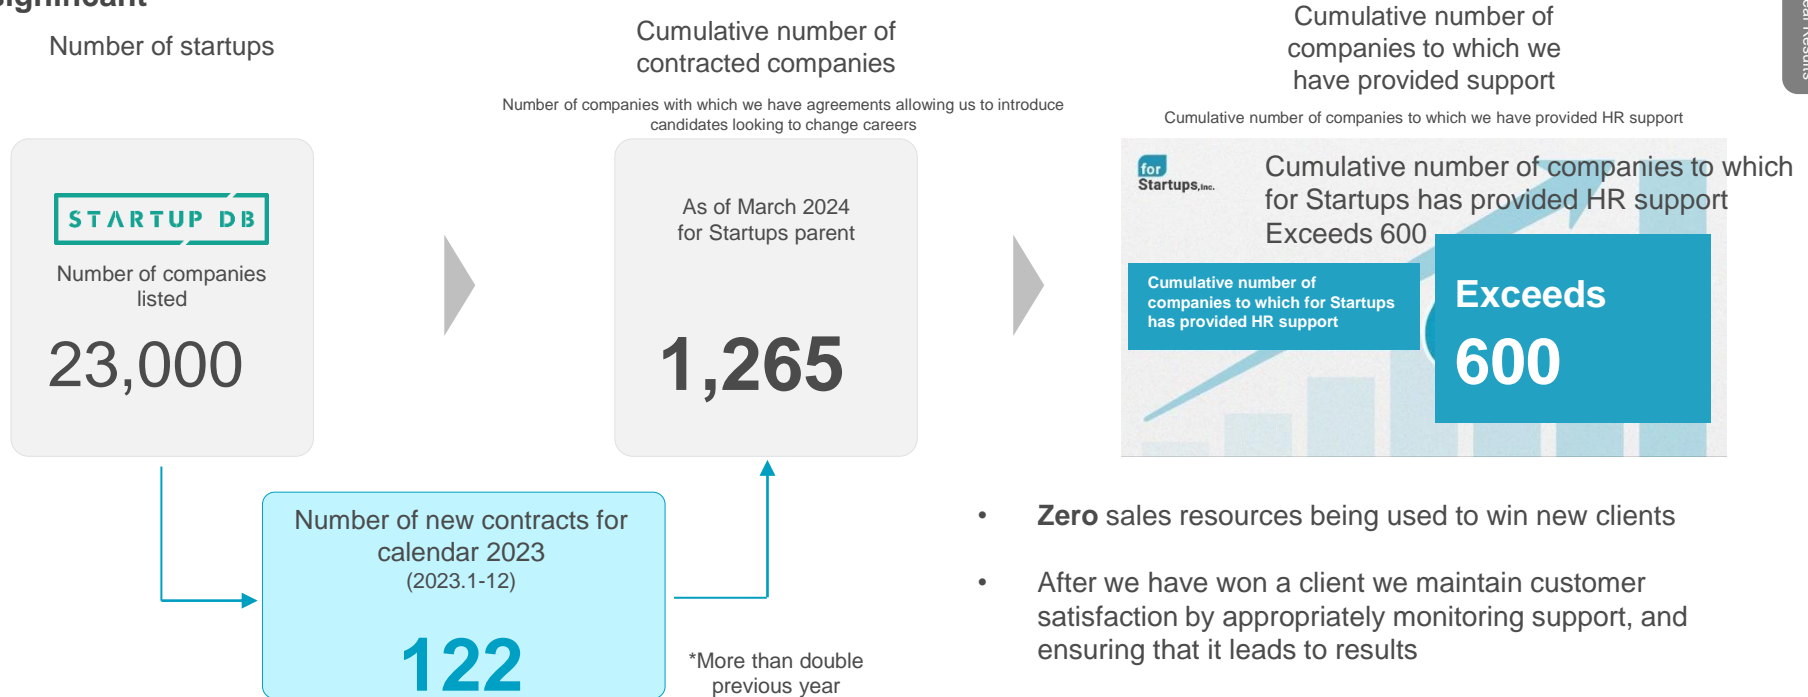 significant
Number of startups
Cumulative number of
contracted companies
Number of companies with which we have agreements allowing us to introduce
candidates looking to change careers
Cumulative number of
companies to which we
have provided support
Cumulative number of companies to which we have provided HR support
STARTUP DB
Number of companies
listed
23,000
As of March 2024
for Startups parent
1,265
for
Startups,Inc.
Cumulative number of companies to which
for Startups has provided HR support
Exceeds 600
Cumulative number of
companies to which for Startups
has provided HR support
Exceeds
600
Number of new contracts for
calendar 2023
(2023.1-12)
122
*More than double
previous year
• Zero sales resources being used to win new clients
• After we have won a client we maintain customer
satisfaction by appropriately monitoring support, and
ensuring that it leads to results
Results